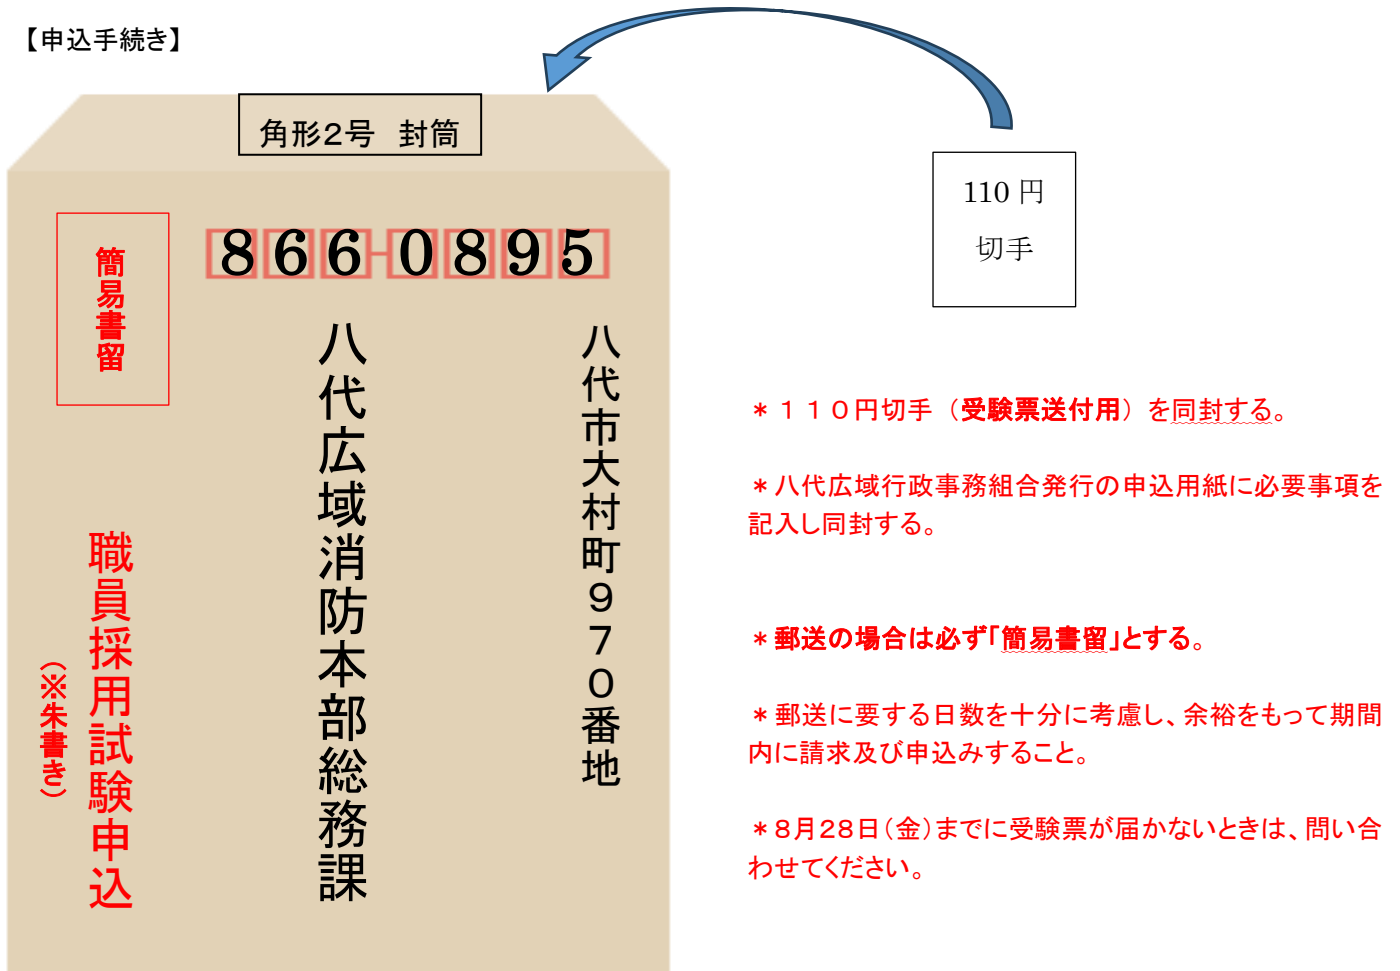 【申込手続き】
角形2号 封筒
簡易書留
866-0895
八代市大村町９７０番地
八代広域消防本部総務課
職員採用試験申込
（※朱書き）
110 円
切手
＊１１０円切手（受験票送付用）を同封する。
＊八代広域行政事務組合発行の申込用紙に必要事項を
記入し同封する。
＊郵送の場合は必ず「簡易書留」とする。
＊郵送に要する日数を十分に考慮し、余裕をもって期間
内に請求及び申込みすること。
＊8月28日（金）までに受験票が届かないときは、問い合
わせてください。